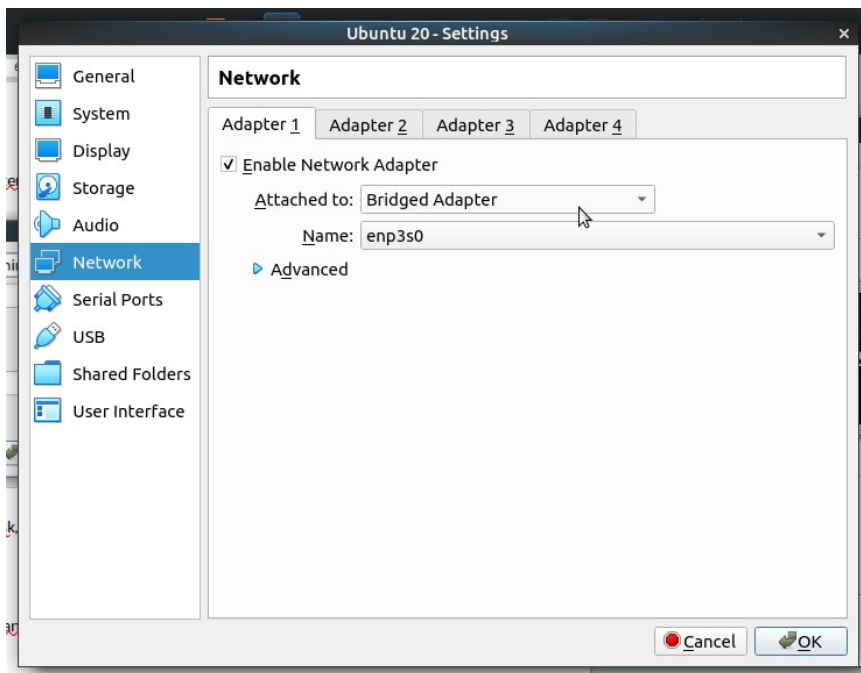 Ubuntu 20 - Settings
General
System
Display
Storage
Audio
Network
Serial Ports
USB
Shared Folders
User Interface
Network
Adapter 1 Adapter 2 Adapter 3 Adapter 4
Enable Network Adapter
Attached to: Bridged Adapter
Name: enp3s0
Advanced
Cancel OK